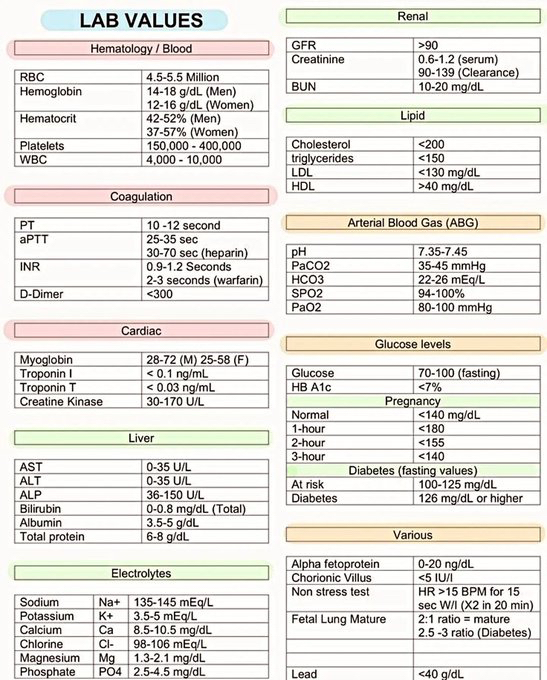 LAB VALUES
Hematology / Blood
RBC 4.5-5.5 Million
Hemoglobin 14-18 g/dL (Men)
12-16 g/dL (Women)
Hematocrit 42-52% (Men)
37-57% (Women)
Platelets 150,000 - 400,000
WBC 4,000 - 10,000
Coagulation
PT 10 -12 second
aPTT 25-35 sec
30-70 sec (heparin)
INR 0.9-1.2 Seconds
2-3 seconds (warfarin)
D-Dimer <300
Cardiac
Myoglobin 28-72 (M) 25-58 (F)
Troponin I < 0.1 ng/mL
Troponin T < 0.03 ng/mL
Creatine Kinase 30-170 U/L
Liver
AST 0-35 U/L
ALT 0-35 U/L
ALP 36-150 U/L
Bilirubin 0-0.8 mg/dL (Total)
Albumin 3.5-5 g/dL
Total protein 6-8 g/dL
Electrolytes
Sodium Na+ 135-145 mEq/L
Potassium K+ 3.5-5 mEq/L
Calcium Ca 8.5-10.5 mg/dL
Chlorine Cl- 98-106 mEq/L
Magnesium Mg 1.3-2.1 mg/dL
Phosphate PO4 2.5-4.5 mg/dL
Renal
GFR >90
Creatinine 0.6-1.2 (serum)
90-139 (Clearance)
BUN 10-20 mg/dL
Lipid
Cholesterol <200
triglycerides <150
LDL <130 mg/dL
HDL >40 mg/dL
Arterial Blood Gas (ABG)
pH 7.35-7.45
PaCO2 35-45 mmHg
HCO3 22-26 mEq/L
SPO2 94-100%
PaO2 80-100 mmHg
Glucose levels
Glucose 70-100 (fasting)
HB A1c <7%
Pregnancy
Normal <140 mg/dL
1-hour <180
2-hour <155
3-hour <140
Diabetes (fasting values)
At risk 100-125 mg/dL
Diabetes 126 mg/dL or higher
Various
Alpha fetoprotein 0-20 ng/dL
Chorionic Villus <5 IU/l
Non stress test HR >15 BPM for 15
sec W/I (X2 in 20 min)
Fetal Lung Mature 2:1 ratio = mature
2.5 -3 ratio (Diabetes)
Lead <40 g/dL